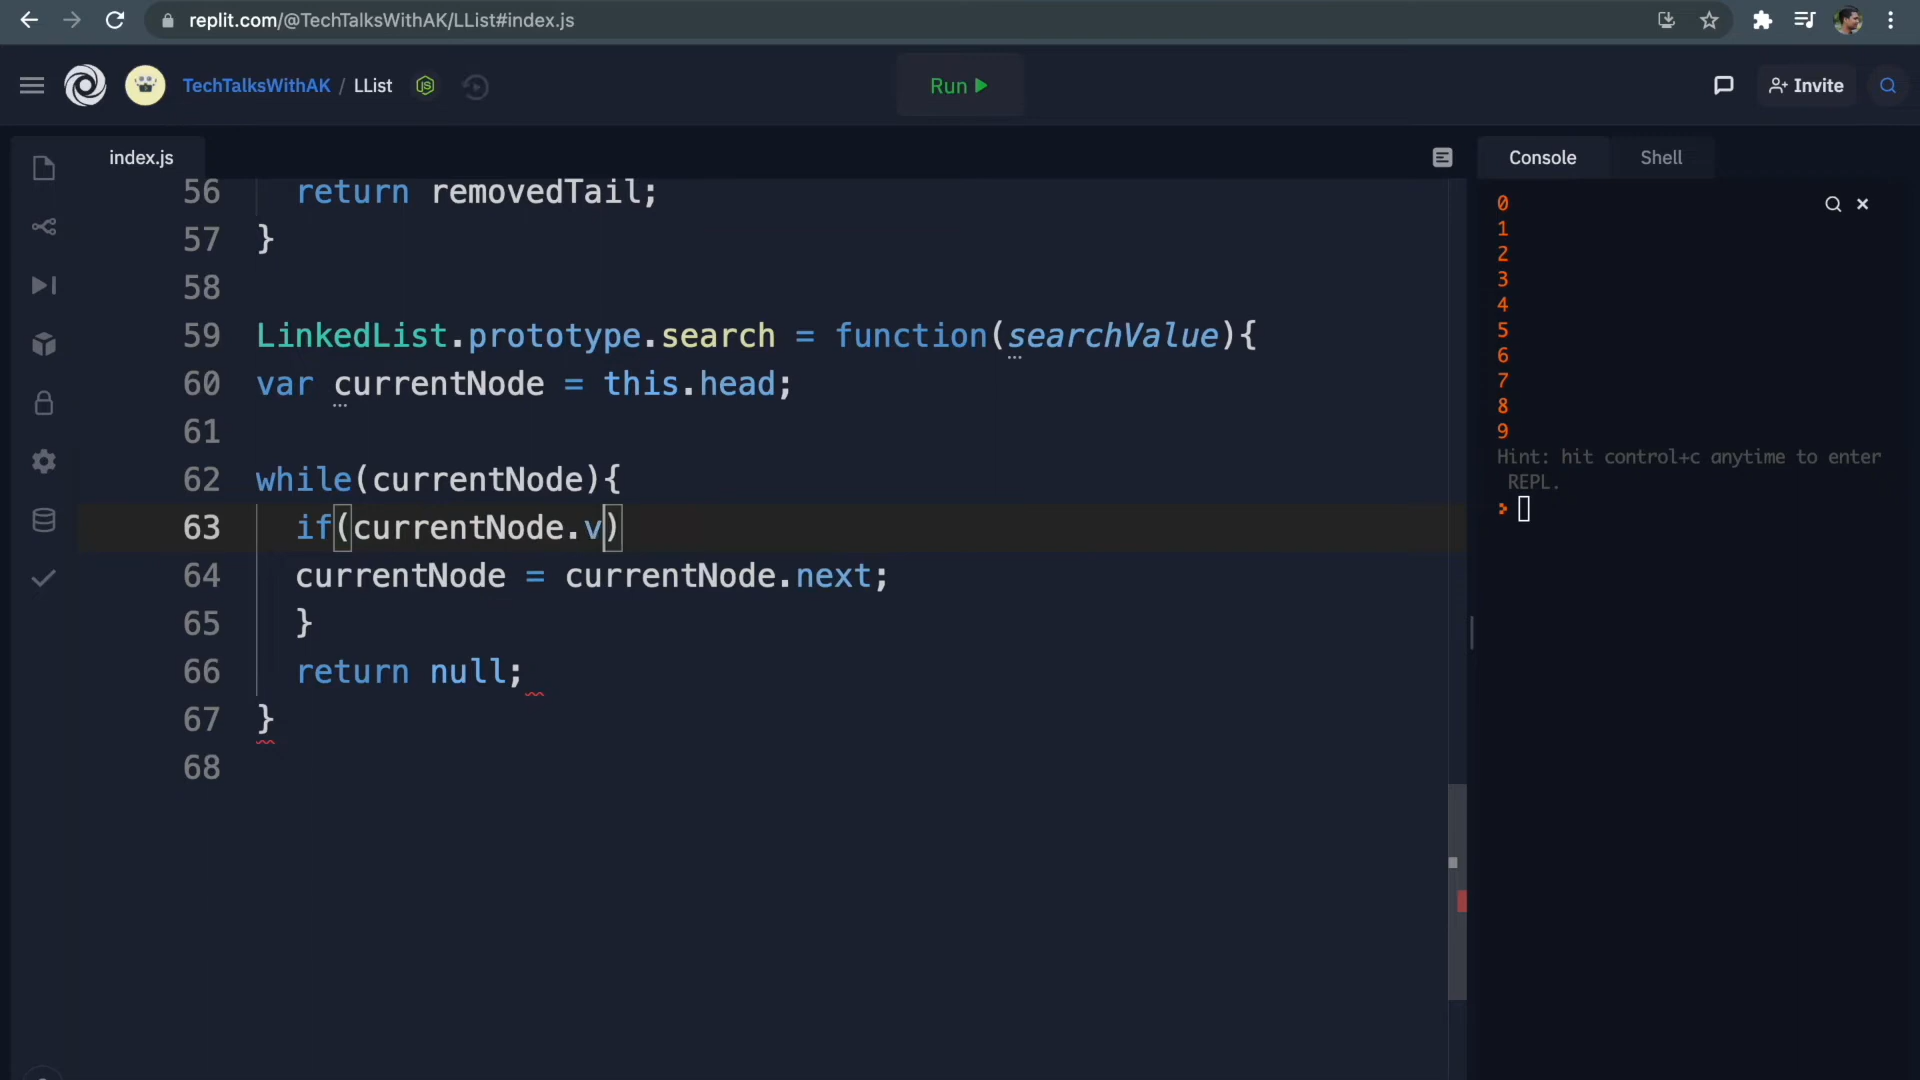 replit.com/@TechTalksWithAK/LList#index.js
TechTalksWithAK / LList
Run
Invite
index.js
Console
Shell
56 return removedTail;
57 }
58
59 LinkedList.prototype.search = function(searchValue){
60 var currentNode = this.head;
61
62 while(currentNode){
63 if(currentNode.v)
64 currentNode = currentNode.next;
65 }
66 return null;
67 }
68
0
1
2
3
4
5
6
7
8
9
Hint: hit control+c anytime to enter
REPL.